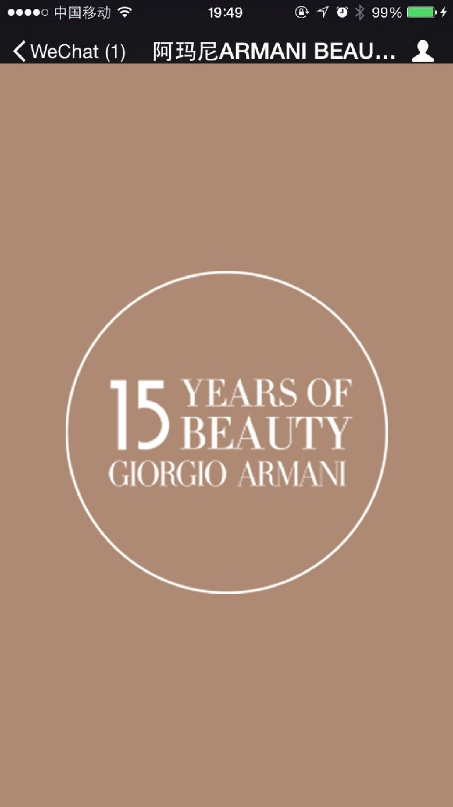 中国移动 19:49 99%
WeChat (1) 阿玛尼ARMANI BEAU...
15 YEARS OF
BEAUTY
GIORGIO ARMANI